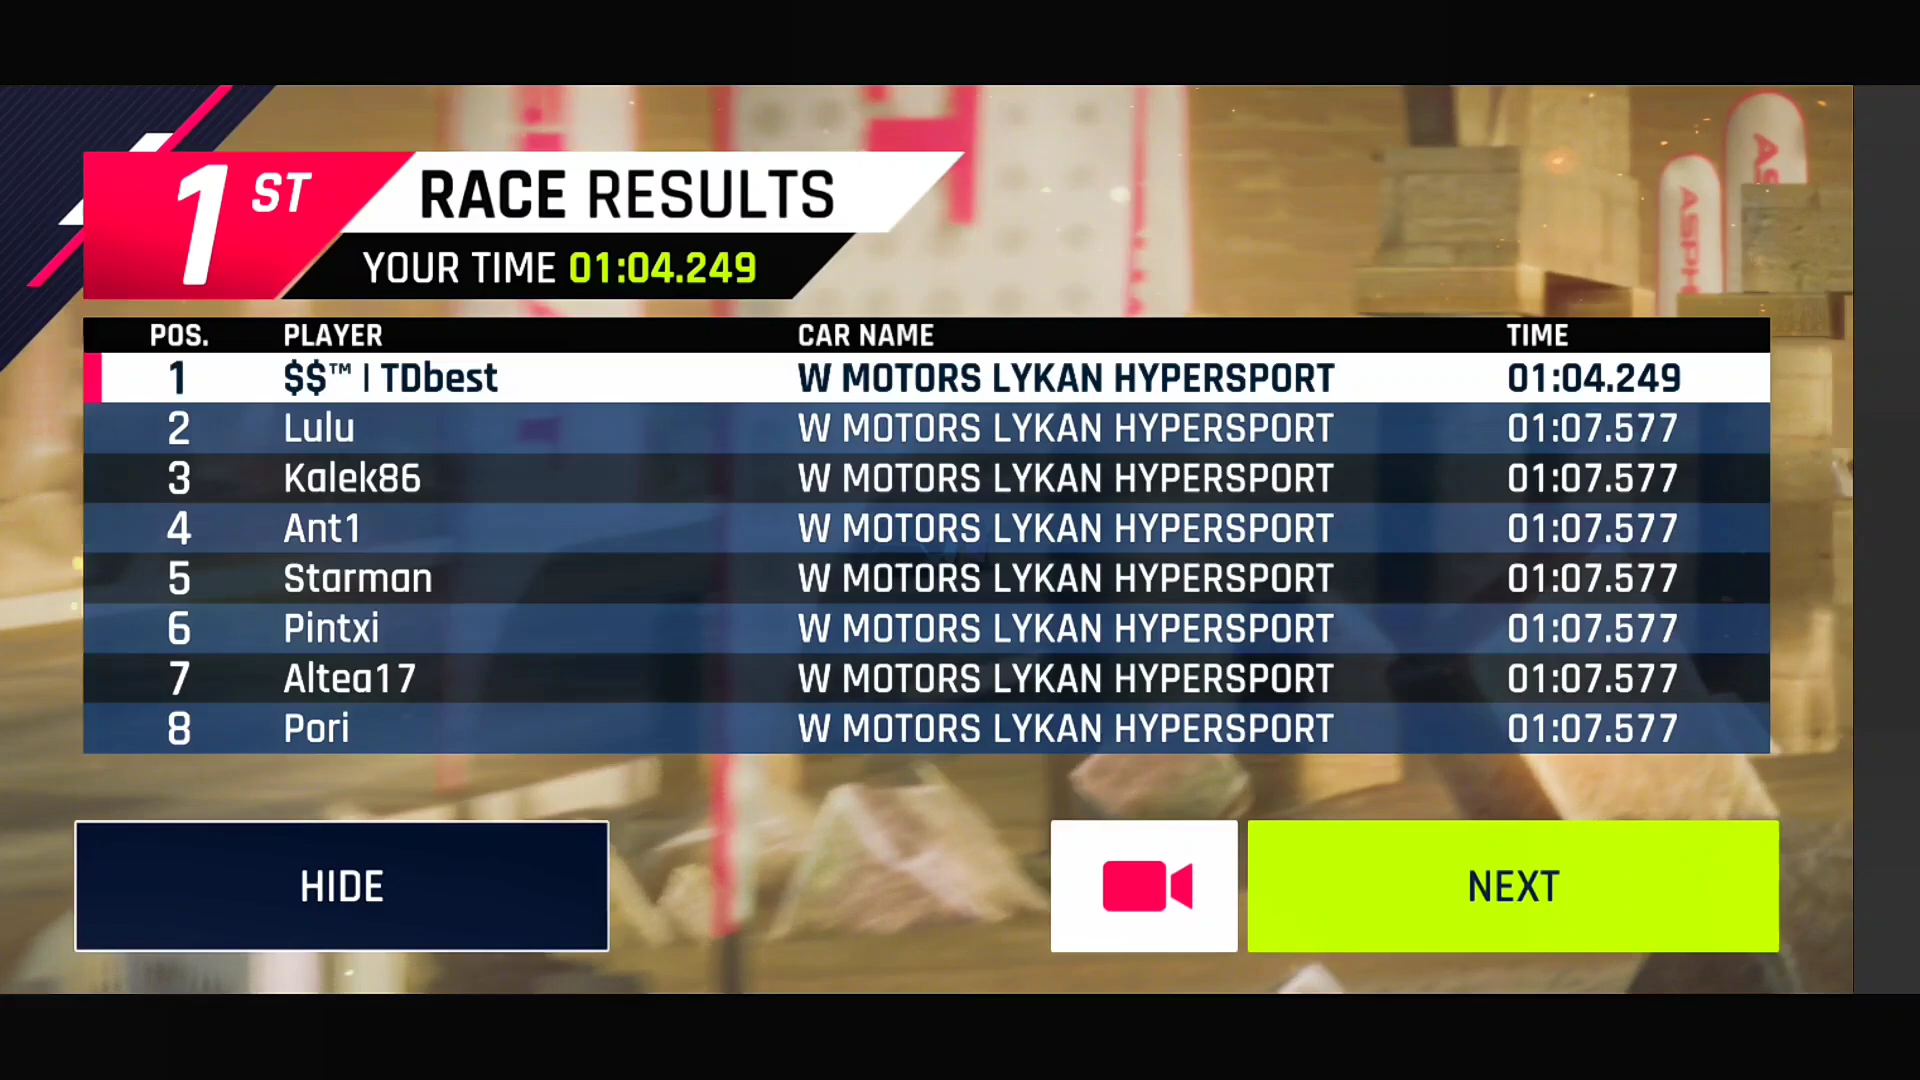 1ST
RACE RESULTS
YOUR TIME 01:04.249
POS. PLAYER CAR NAME TIME
1 $$™ | TDbest W MOTORS LYKAN HYPERSPORT 01:04.249
2 Lulu W MOTORS LYKAN HYPERSPORT 01:07.577
3 Kalek86 W MOTORS LYKAN HYPERSPORT 01:07.577
4 Ant1 W MOTORS LYKAN HYPERSPORT 01:07.577
5 Starman W MOTORS LYKAN HYPERSPORT 01:07.577
6 Pintxi W MOTORS LYKAN HYPERSPORT 01:07.577
7 Altea17 W MOTORS LYKAN HYPERSPORT 01:07.577
8 Pori W MOTORS LYKAN HYPERSPORT 01:07.577
HIDE
NEXT